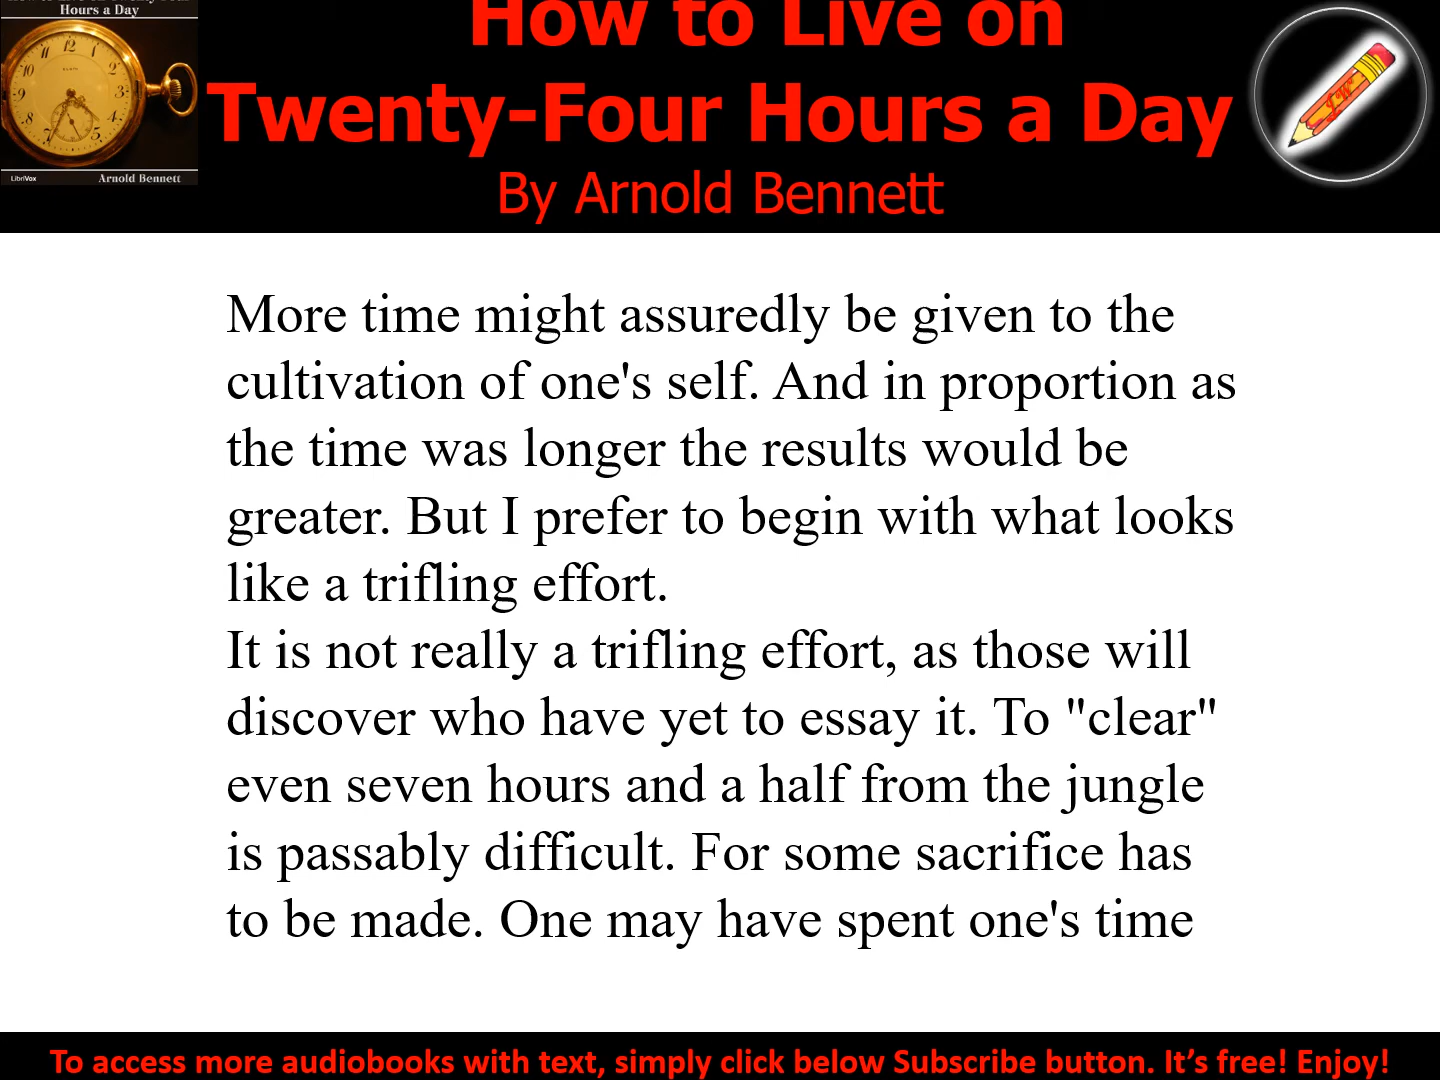 Hours a Day
LibriVox
Arnold Bennett
How to Live on
Twenty-Four Hours a Day
By Arnold Bennett
More time might assuredly be given to the
cultivation of one's self. And in proportion as
the time was longer the results would be
greater. But I prefer to begin with what looks
like a trifling effort.
It is not really a trifling effort, as those will
discover who have yet to essay it. To "clear"
even seven hours and a half from the jungle
is passably difficult. For some sacrifice has
to be made. One may have spent one's time
To access more audiobooks with text, simply click below Subscribe button. It’s free! Enjoy!